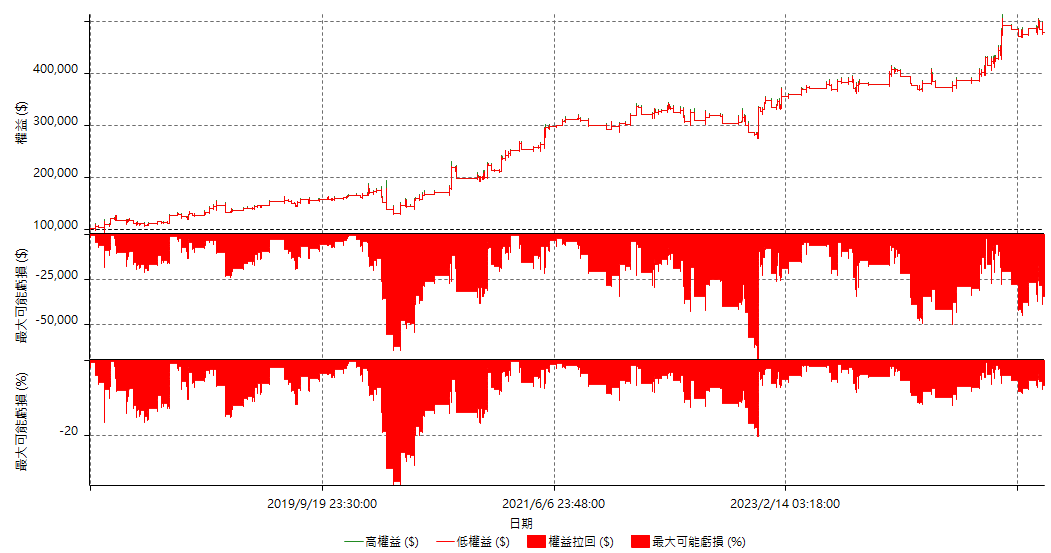 權益 ($)
400,000
300,000
200,000
100,000
最大可能虧損 ($)
-25,000
-50,000
最大可能虧損 (%)
-20
2019/9/19 23:30:00
2021/6/6 23:48:00
2023/2/14 03:18:00
日期
高權益 ($) 低權益 ($) 權益拉回 ($) 最大可能虧損 (%)